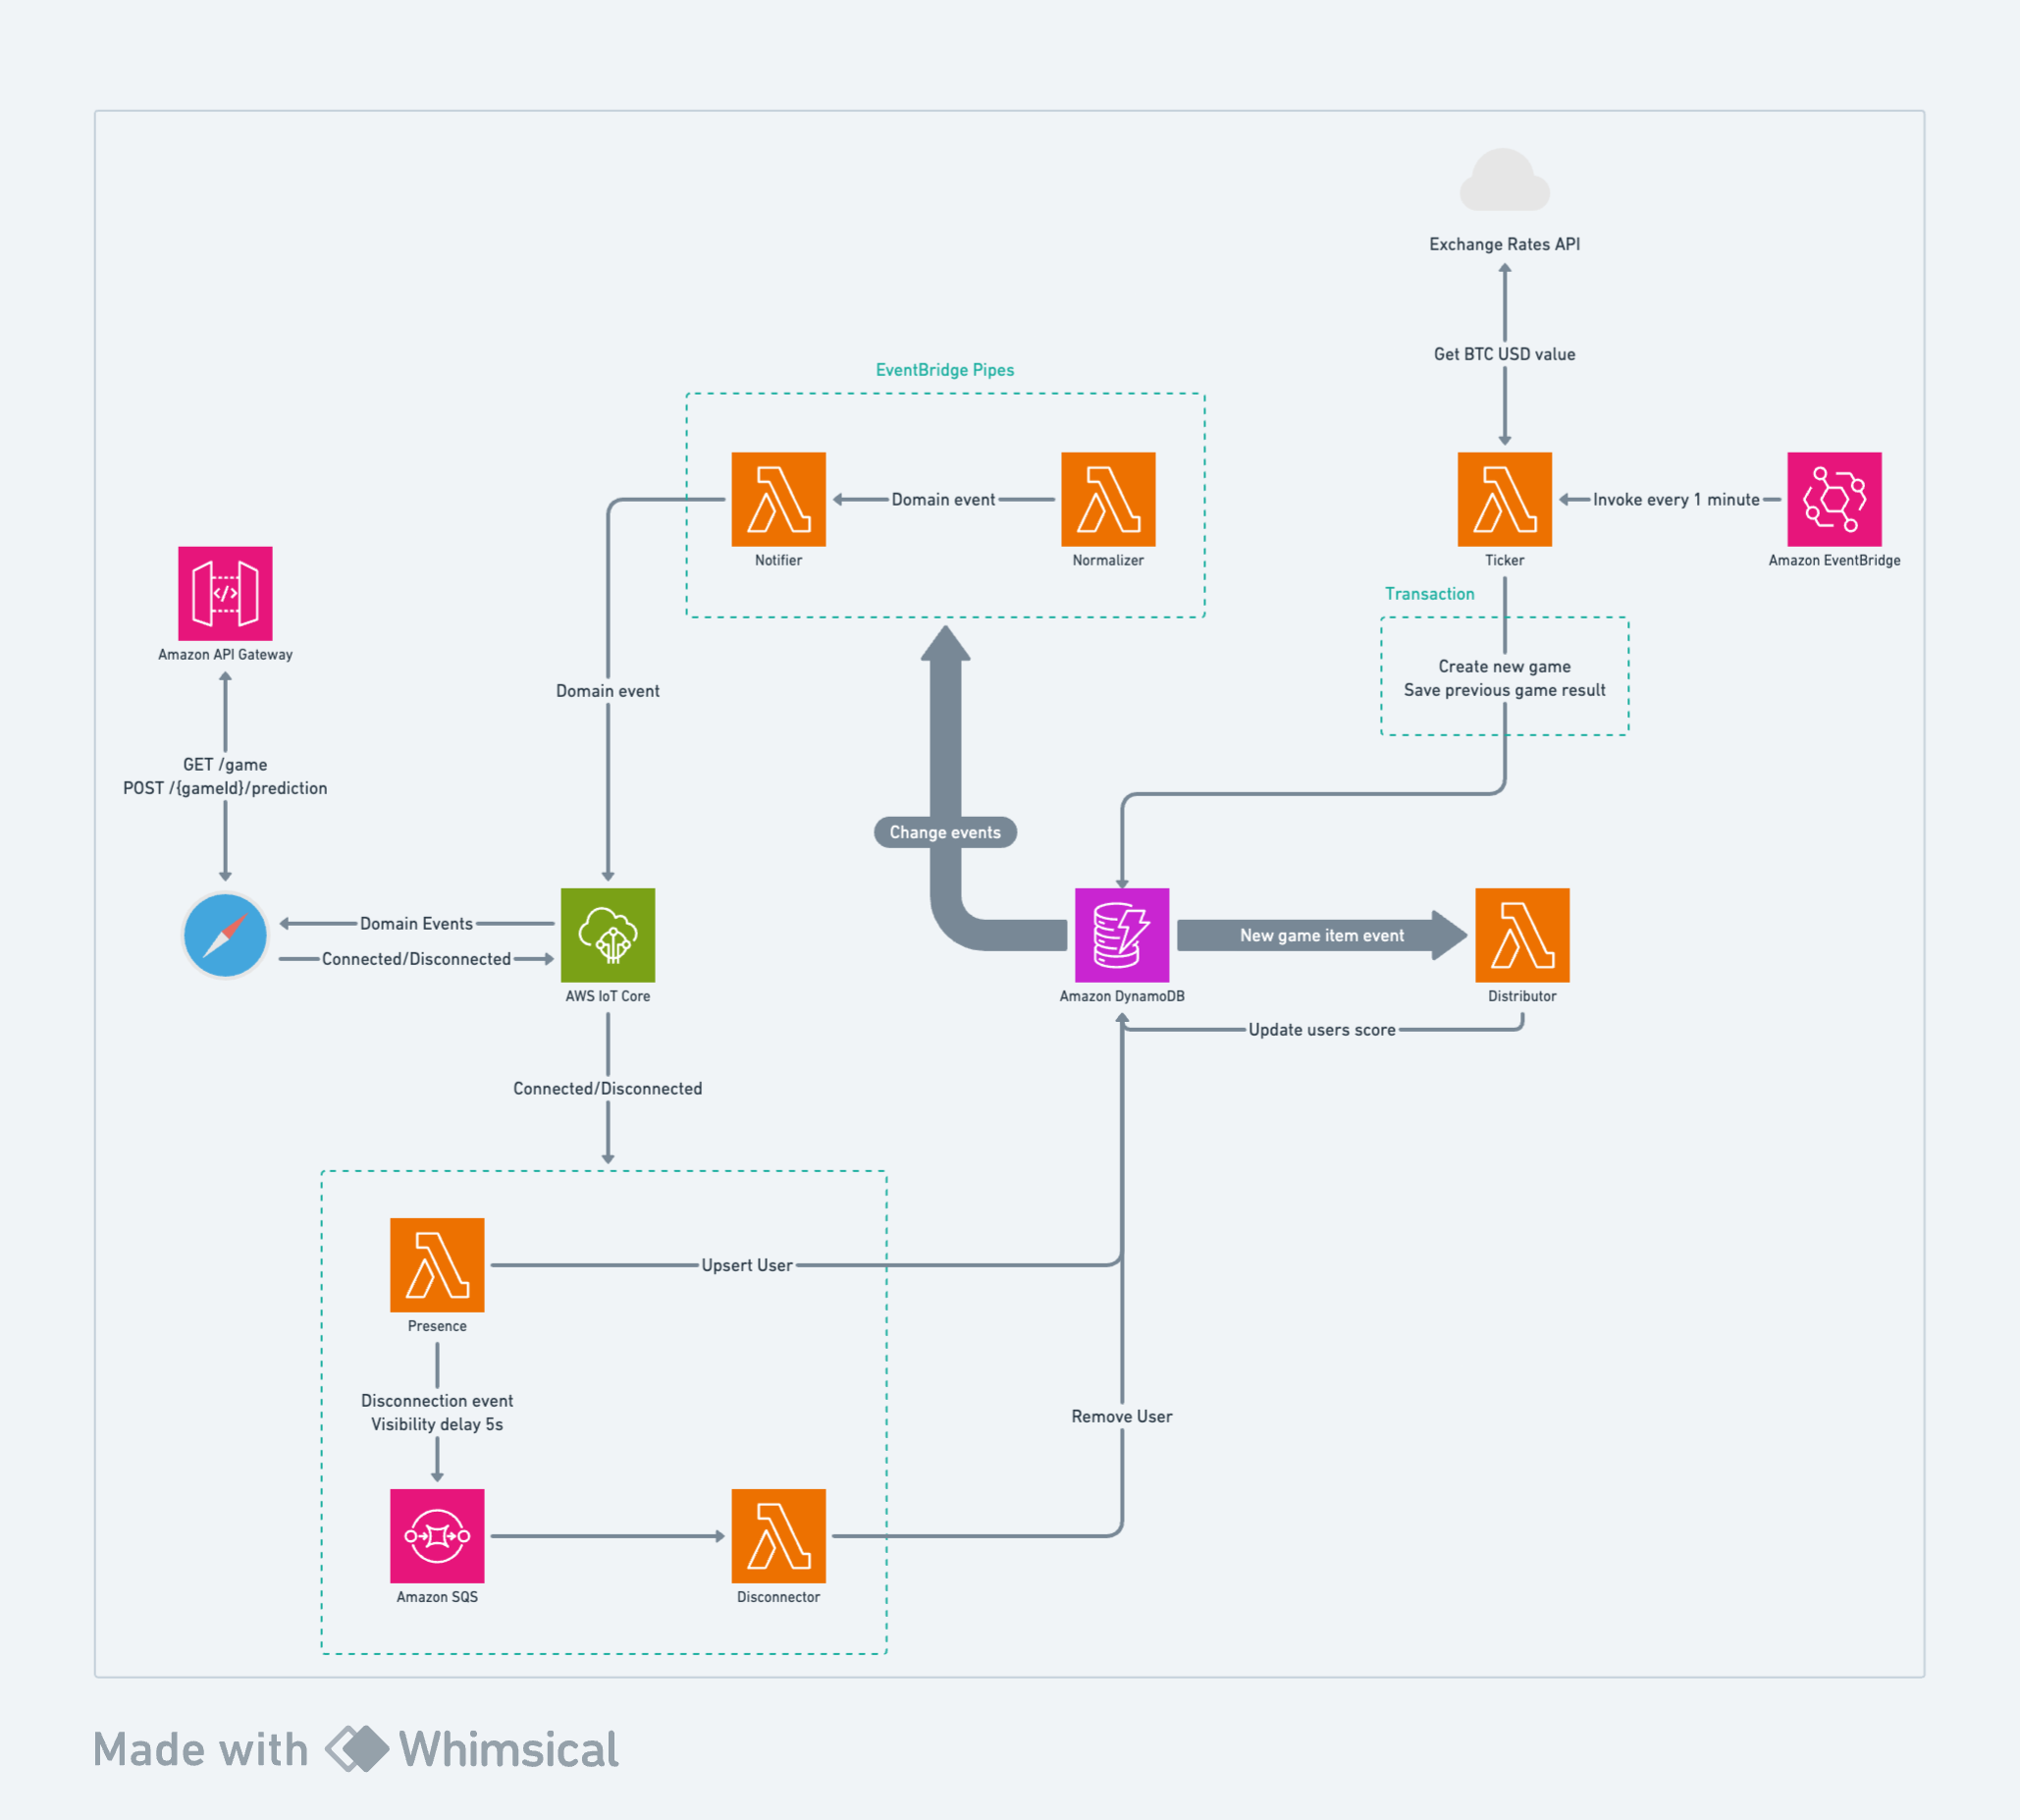 Exchange Rates API
Get BTC USD value
EventBridge Pipes
Domain event
Invoke every 1 minute
Notifier
Normalizer
Ticker
Amazon EventBridge
Transaction
Amazon API Gateway
Create new game
Save previous game result
Domain event
GET /game
POST /{gameId}/prediction
Change events
Domain Events
Connected/Disconnected
New game item event
AWS IoT Core
Amazon DynamoDB
Distributor
Update users score
Connected/Disconnected
Upsert User
Presence
Disconnection event
Visibility delay 5s
Remove User
Amazon SQS
Disconnector
Made with Whimsical